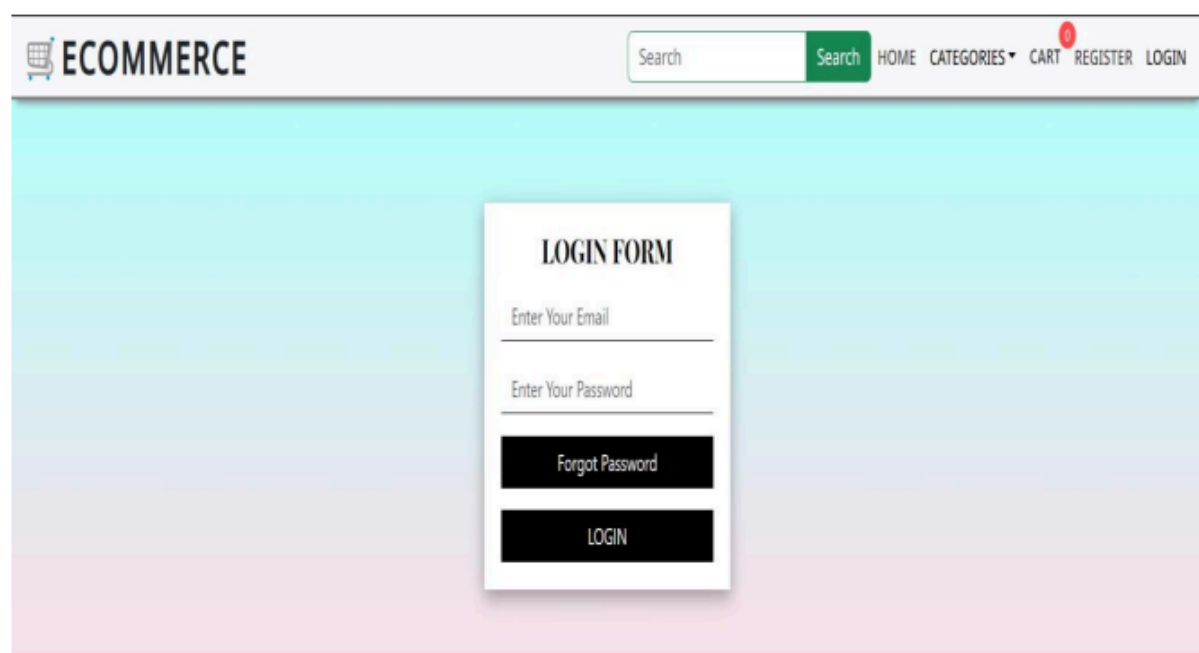 ECOMMERCE Search Search HOME CATEGORIES CART 0 REGISTER LOGIN
LOGIN FORM
Enter Your Email
Enter Your Password
Forgot Password
LOGIN